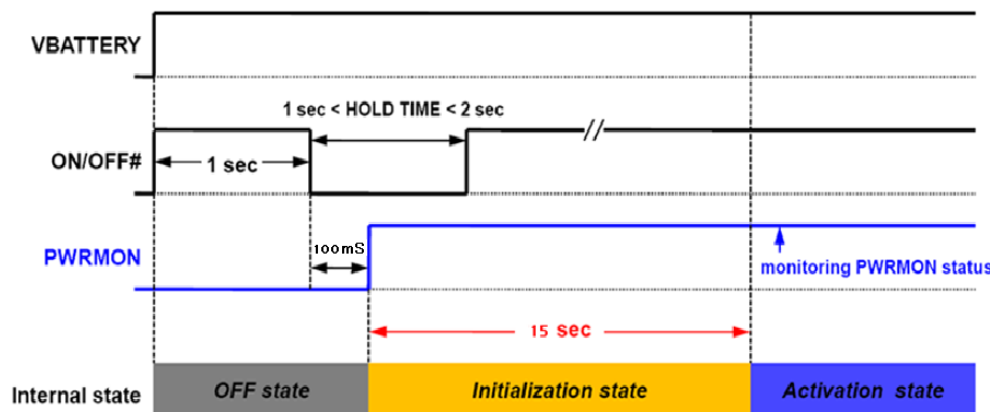 VBATTERY
1 sec < HOLD TIME < 2 sec
ON/OFF#
1 sec
PWRMON
100mS
monitoring PWRMON status
15 sec
Internal state
OFF state
Initialization state
Activation state